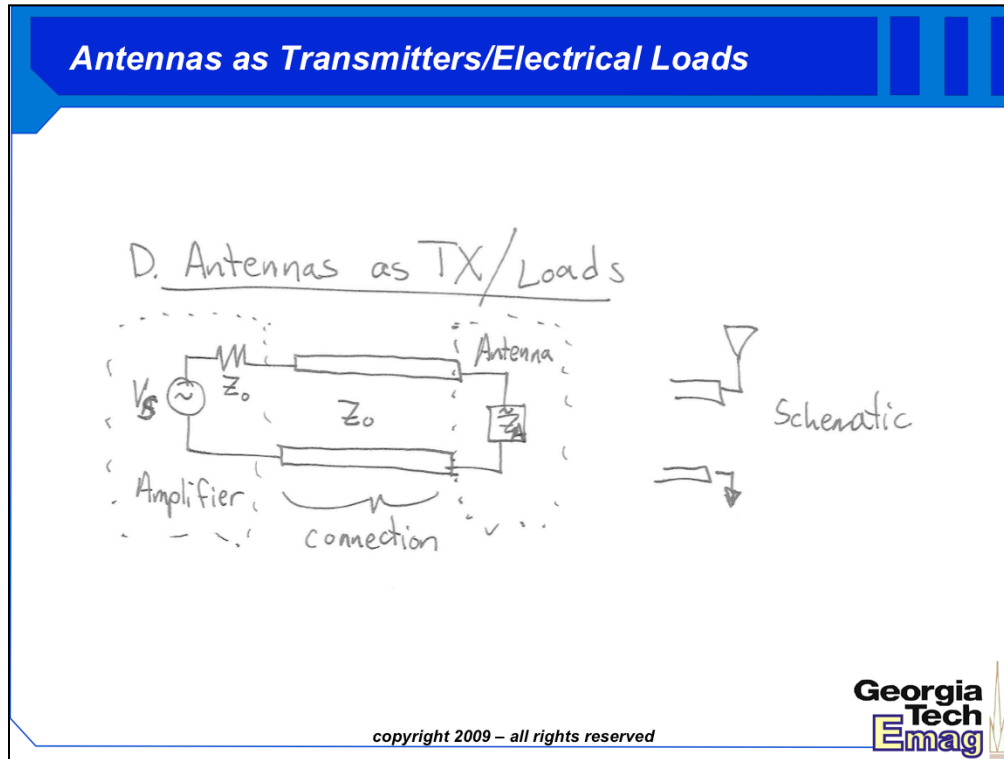 Antennas as Transmitters/Electrical Loads
D. Antennas as TX/Loads
Antenna
Vs
~
Z₀
Z₀
Z̃A
Schematic
Amplifier
connection
Georgia
Tech
Emag
copyright 2009 – all rights reserved